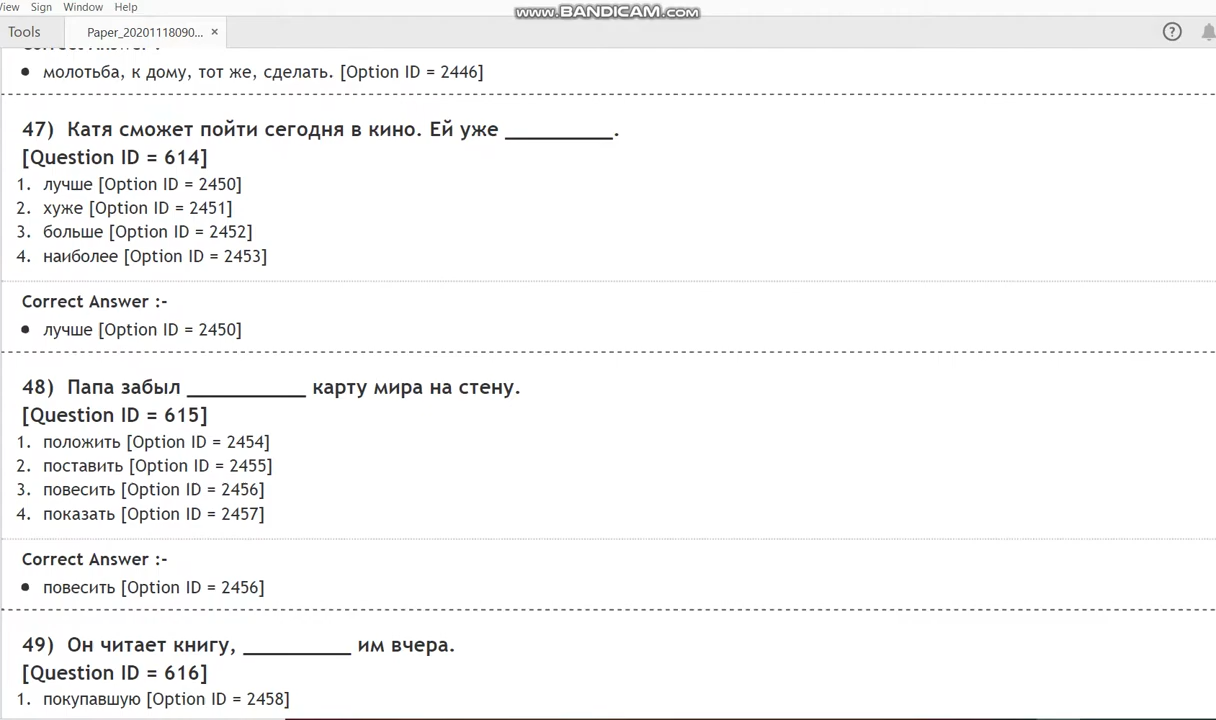 View Sign Window Help
www.BANDICAM.com
Tools Paper_20201118090... × ?
Correct Answer :-
• молотьба, к дому, тот же, сделать. [Option ID = 2446]
47) Катя сможет пойти сегодня в кино. Ей уже __________.
[Question ID = 614]
1. лучше [Option ID = 2450]
2. хуже [Option ID = 2451]
3. больше [Option ID = 2452]
4. наиболее [Option ID = 2453]
Correct Answer :-
• лучше [Option ID = 2450]
48) Папа забыл ___________ карту мира на стену.
[Question ID = 615]
1. положить [Option ID = 2454]
2. поставить [Option ID = 2455]
3. повесить [Option ID = 2456]
4. показать [Option ID = 2457]
Correct Answer :-
• повесить [Option ID = 2456]
49) Он читает книгу, __________ им вчера.
[Question ID = 616]
1. покупавшую [Option ID = 2458]